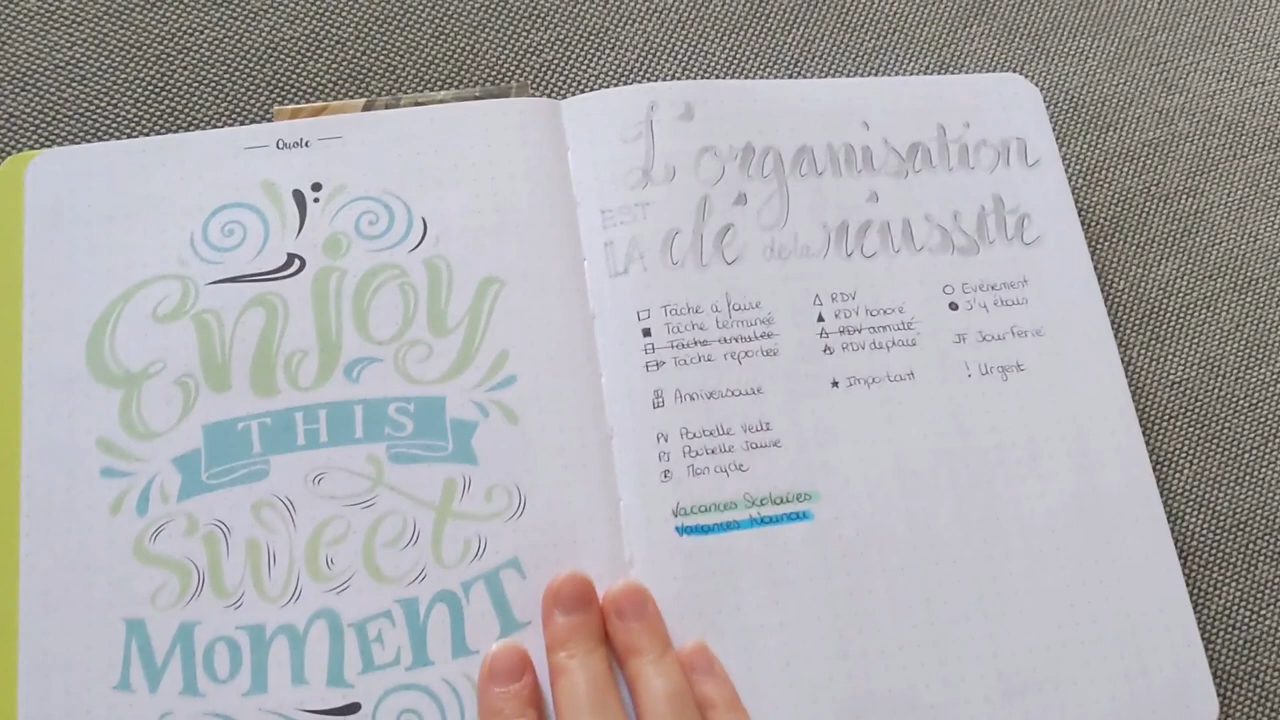 Quote
Enjoy
THIS
Sweet
MOMENT
L'organisation
EST
LA clé de la réussite
Tâche à faire
Tâche terminée
Tâche annulée
Tâche reportée
Anniversaire
PV Poubelle verte
PJ Poubelle Jaune
Mon cycle
Vacances Scolaires
Vacances Nounou
RDV
RDV honoré
RDV annulé
RDV déplacé
★ Important
Evènement
J'y étais
JF Jour Férié
! Urgent